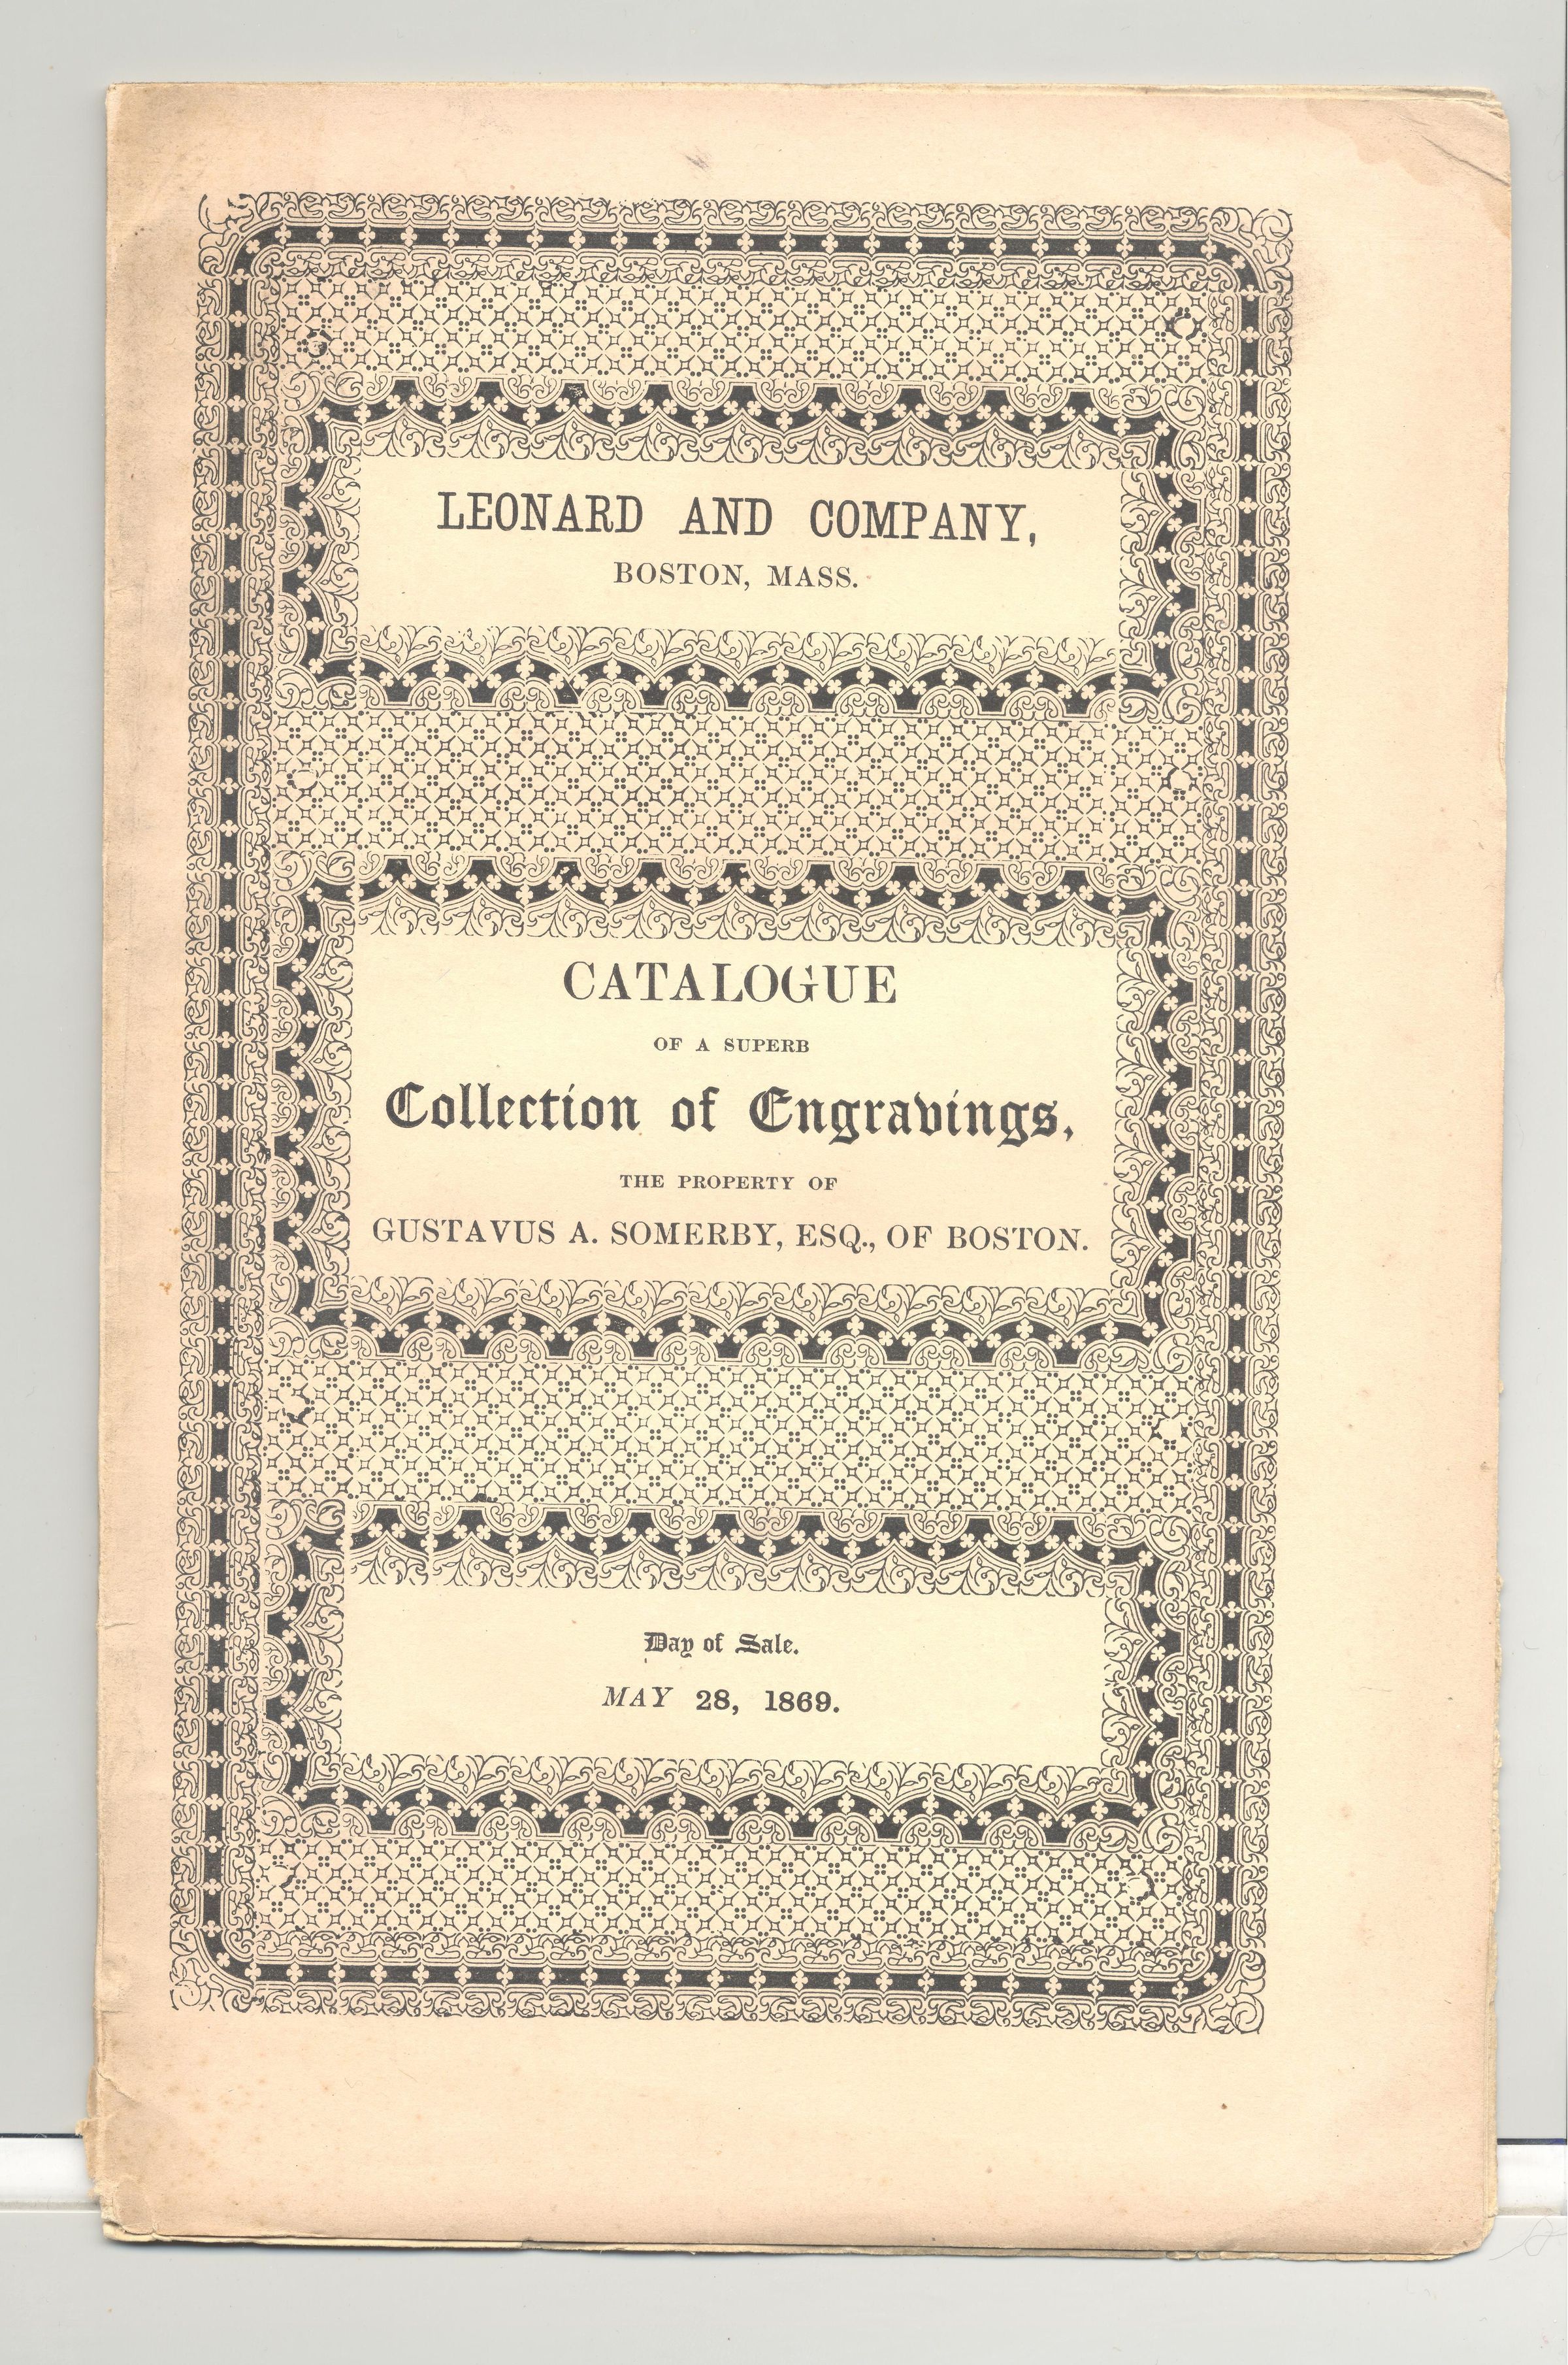 LEONARD AND COMPANY,
BOSTON, MASS.
CATALOGUE
OF A SUPERB
Collection of Engravings,
THE PROPERTY OF
GUSTAVUS A. SOMERBY, ESQ., OF BOSTON.
Day of Sale.
MAY 28, 1869.